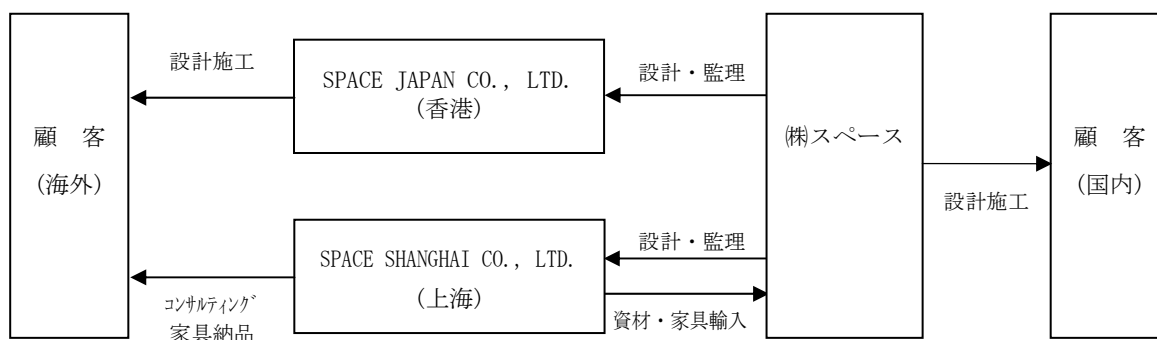 顧　客
(海外)
設計施工
SPACE JAPAN CO., LTD.
(香港)
設計・監理
コンサルティング
家具納品
SPACE SHANGHAI CO., LTD.
(上海)
設計・監理
資材・家具輸入
㈱スペース
設計施工
顧　客
(国内)